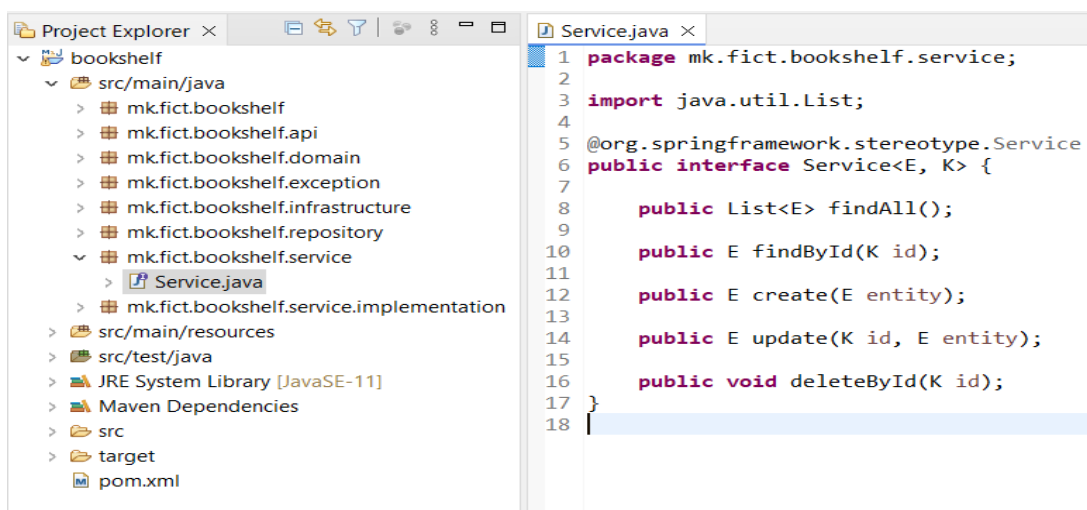 Project Explorer
bookshelf
src/main/java
mk.fict.bookshelf
mk.fict.bookshelf.api
mk.fict.bookshelf.domain
mk.fict.bookshelf.exception
mk.fict.bookshelf.infrastructure
mk.fict.bookshelf.repository
mk.fict.bookshelf.service
Service.java
mk.fict.bookshelf.service.implementation
src/main/resources
src/test/java
JRE System Library [JavaSE-11]
Maven Dependencies
src
target
pom.xml
Service.java
1 package mk.fict.bookshelf.service;
2
3 import java.util.List;
4
5 @org.springframework.stereotype.Service
6 public interface Service<E, K> {
7
8 public List<E> findAll();
9
10 public E findById(K id);
11
12 public E create(E entity);
13
14 public E update(K id, E entity);
15
16 public void deleteById(K id);
17 }
18